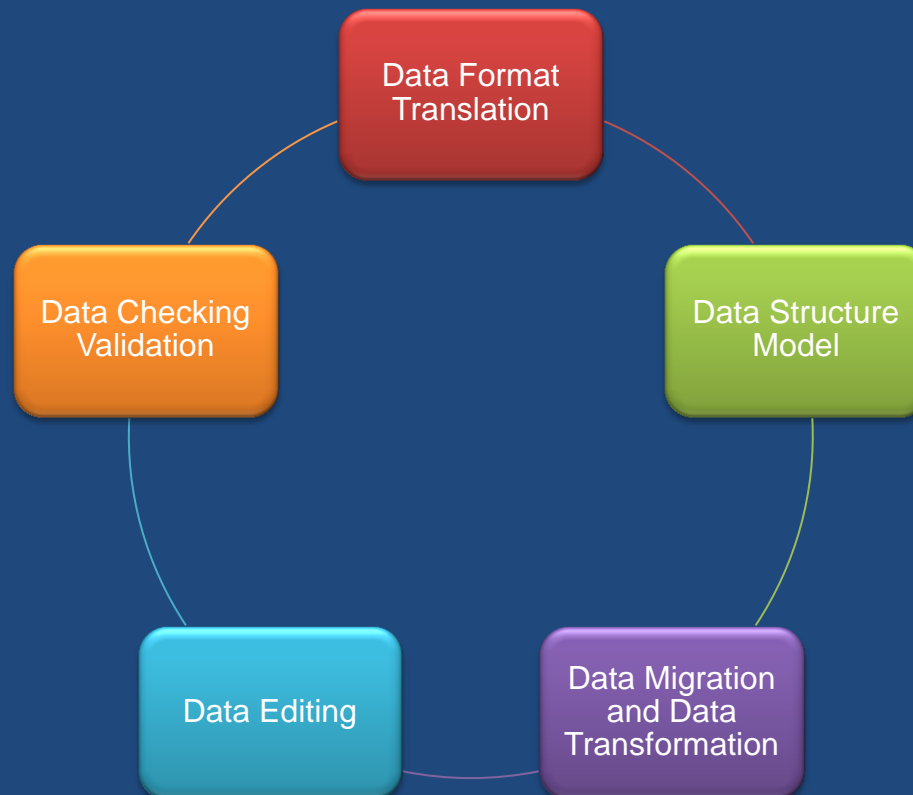 Data Format
Translation
Data Structure
Model
Data Migration
and Data
Transformation
Data Editing
Data Checking
Validation